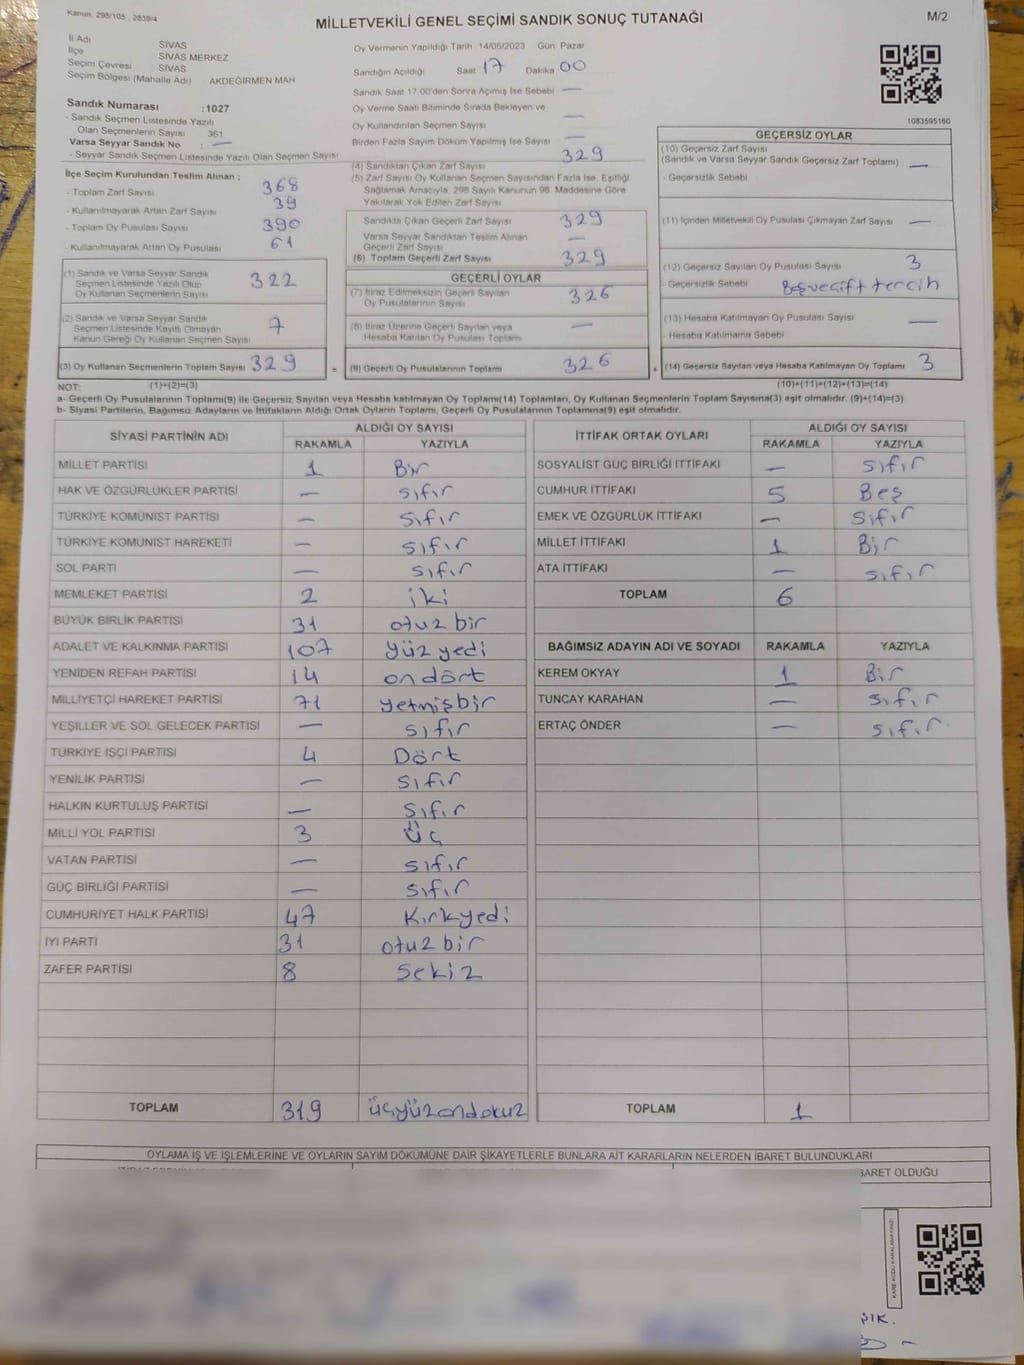 Kanun: 298/105 , 2839/4
MİLLETVEKİLİ GENEL SEÇİMİ SANDIK SONUÇ TUTANAĞI
M/2
İl Adı SİVAS
İlçe SİVAS MERKEZ
Seçim Çevresi SİVAS
Seçim Bölgesi (Mahalle Adı) AKDEĞİRMEN MAH
Sandık Numarası :1027
- Sandık Seçmen Listesinde Yazılı
Olan Seçmenlerin Sayısı 361
Varsa Seyyar Sandık No : —
- Seyyar Sandık Seçmen Listesinde Yazılı Olan Seçmen Sayısı
İlçe Seçim Kurulundan Teslim Alınan :
- Toplam Zarf Sayısı 368
- Kullanılmayarak Artan Zarf Sayısı 39
- Toplam Oy Pusulası Sayısı 390
- Kullanılmayarak Artan Oy Pusulası 61
(1) Sandık ve Varsa Seyyar Sandık
Seçmen Listesinde Yazılı Olup
Oy Kullanan Seçmenlerin Sayısı 322
(2) Sandık ve Varsa Seyyar Sandık
Seçmen Listesinde Kayıtlı Olmayan
Kanun Gereği Oy Kullanan Seçmen Sayısı 7
(3) Oy Kullanan Seçmenlerin Toplam Sayısı 329
Oy Vermenin Yapıldığı Tarih 14/05/2023 Gün Pazar
Sandığın Açıldığı Saat 17 Dakika 00
Sandık Saat 17.00'den Sonra Açılmış İse Sebebi —
Oy Verme Saati Bitiminde Sırada Bekleyen ve
Oy Kullandırılan Seçmen Sayısı —
Birden Fazla Sayım Döküm Yapılmış İse Sayısı —
(4) Sandıktan Çıkan Zarf Sayısı 329
(5) Zarf Sayısı Oy Kullanan Seçmen Sayısından Fazla İse, Eşitliği
Sağlamak Amacıyla; 298 Sayılı Kanunun 98. Maddesine Göre
Yakılarak Yok Edilen Zarf Sayısı
Sandıkta Çıkan Geçerli Zarf Sayısı 329
Varsa Seyyar Sandıktan Teslim Alınan
Geçerli Zarf Sayısı —
(6) Toplam Geçerli Zarf Sayısı 329
GEÇERLİ OYLAR
(7) İtiraz Edilmeksizin Geçerli Sayılan
Oy Pusulalarının Sayısı 326
(8) İtiraz Üzerine Geçerli Sayılan veya
Hesaba Katılan Oy Pusulası Toplamı —
= (9) Geçerli Oy Pusulalarının Toplamı 326
1083595160
GEÇERSİZ OYLAR
(10) Geçersiz Zarf Sayısı
(Sandık ve Varsa Seyyar Sandık Geçersiz Zarf Toplamı) —
- Geçersizlik Sebebi
(11) İçinden Milletvekili Oy Pusulası Çıkmayan Zarf Sayısı —
(12) Geçersiz Sayılan Oy Pusulası Sayısı 3
- Geçersizlik Sebebi Boş ve çift tercih
(13) Hesaba Katılmayan Oy Pusulası Sayısı —
- Hesaba Katılmama Sebebi
+ (14) Geçersiz Sayılan veya Hesaba Katılmayan Oy Toplamı 3
NOT: (1)+(2)=(3) (10)+(11)+(12)+(13)=(14)
a- Geçerli Oy Pusulalarının Toplamı(9) ile Geçersiz Sayılan veya Hesaba katılmayan Oy Toplamı(14) Toplamları, Oy Kullanan Seçmenlerin Toplam Sayısına(3) eşit olmalıdır. (9)+(14)=(3)
b- Siyasi Partilerin, Bağımsız Adayların ve İttifakların Aldığı Ortak Oyların Toplamı, Geçerli Oy Pusulalarının Toplamına(9) eşit olmalıdır.
SİYASİ PARTİNİN ADI ALDIĞI OY SAYISI
RAKAMLA YAZIYLA
MİLLET PARTİSİ 1 Bir
HAK VE ÖZGÜRLÜKLER PARTİSİ — sıfır
TÜRKİYE KOMÜNİST PARTİSİ — sıfır
TÜRKİYE KOMÜNİST HAREKETİ — sıfır
SOL PARTİ — sıfır
MEMLEKET PARTİSİ 2 iki
BÜYÜK BİRLİK PARTİSİ 31 otuz bir
ADALET VE KALKINMA PARTİSİ 107 yüz yedi
YENİDEN REFAH PARTİSİ 14 on dört
MİLLİYETÇİ HAREKET PARTİSİ 71 yetmiş bir
YEŞİLLER VE SOL GELECEK PARTİSİ — sıfır
TÜRKİYE İŞÇİ PARTİSİ 4 Dört
YENİLİK PARTİSİ — sıfır
HALKIN KURTULUŞ PARTİSİ — sıfır
MİLLİ YOL PARTİSİ 3 üç
VATAN PARTİSİ — sıfır
GÜÇ BİRLİĞİ PARTİSİ — sıfır
CUMHURİYET HALK PARTİSİ 47 Kırkyedi
İYİ PARTİ 31 otuz bir
ZAFER PARTİSİ 8 sekiz
TOPLAM 319 üçyüzondokuz
İTTİFAK ORTAK OYLARI ALDIĞI OY SAYISI
RAKAMLA YAZIYLA
SOSYALİST GÜÇ BİRLİĞİ İTTİFAKI — sıfır
CUMHUR İTTİFAKI 5 Beş
EMEK VE ÖZGÜRLÜK İTTİFAKI — sıfır
MİLLET İTTİFAKI 1 Bir
ATA İTTİFAKI — sıfır
TOPLAM 6
BAĞIMSIZ ADAYIN ADI VE SOYADI RAKAMLA YAZIYLA
KEREM OKYAY 1 Bir
TUNCAY KARAHAN — sıfır
ERTAÇ ÖNDER — sıfır
TOPLAM 1
OYLAMA İŞ VE İŞLEMLERİNE VE OYLARIN SAYIM DÖKÜMÜNE DAİR ŞİKAYETLERLE BUNLARA AİT KARARLARIN NELERDEN İBARET BULUNDUKLARI
BARET OLDUĞU